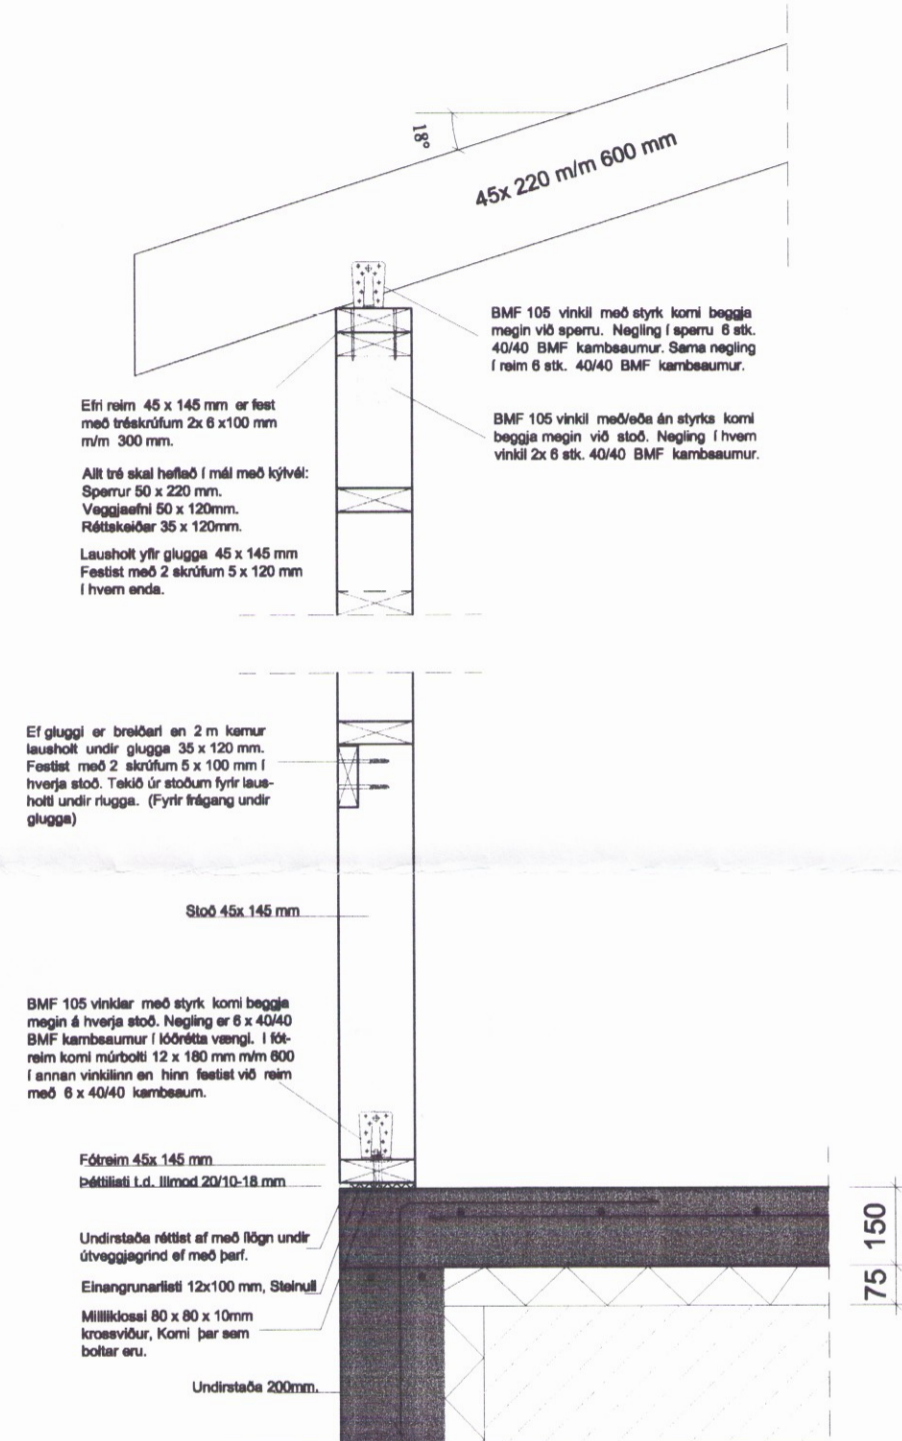 18°
45x 220 m/m 600 mm
BMF 105 vinkil með styrk komi beggja
megin við sperru. Negling í sperru 6 stk.
40/40 BMF kambsaumur. Sama negling
í reim 6 stk. 40/40 BMF kambsaumur.
Efri reim 45 x 145 mm er fest
með tréskrúfum 2x 6 x100 mm
m/m 300 mm.
BMF 105 vinkil með/eða án styrks komi
beggja megin við stoð. Negling í hvern
vinkil 2x 6 stk. 40/40 BMF kambsaumur.
Allt tré skal heflað í mál með kýtvél:
Sperrur 50 x 220 mm.
Veggjaefni 50 x 120mm.
Réttskeiðar 35 x 120mm.
Lausholt yfir glugga 45 x 145 mm
Festist með 2 skrúfum 5 x 120 mm
í hvern enda.
Ef gluggi er breiðari en 2 m kemur
lausholt undir glugga 35 x 120 mm.
Festist með 2 skrúfum 5 x 100 mm í
hverja stoð. Tekið úr stoðum fyrir laus-
holti undir rlugga. (Fyrir frágang undir
glugga)
Stoð 45x 145 mm
BMF 105 vinklar með styrk komi beggja
megin á hverja stoð. Negling er 6 x 40/40
BMF kambsaumur í lóðrétta vængi. í fót-
reim komi múrbolti 12 x 180 mm m/m 600
í annan vinkilinn en hinn festist við reim
með 6 x 40/40 kambsaum.
Fótreim 45x 145 mm
Þéttilisti t.d. Illmod 20/10-18 mm
Undirstaða réttist af með flögn undir
útveggjagrind ef með þarf.
Einangrunarlisti 12x100 mm, Steinull
Milliklossi 80 x 80 x 10mm
krossviður, Komi þar sem
boltar eru.
Undirstaða 200mm.
150
75